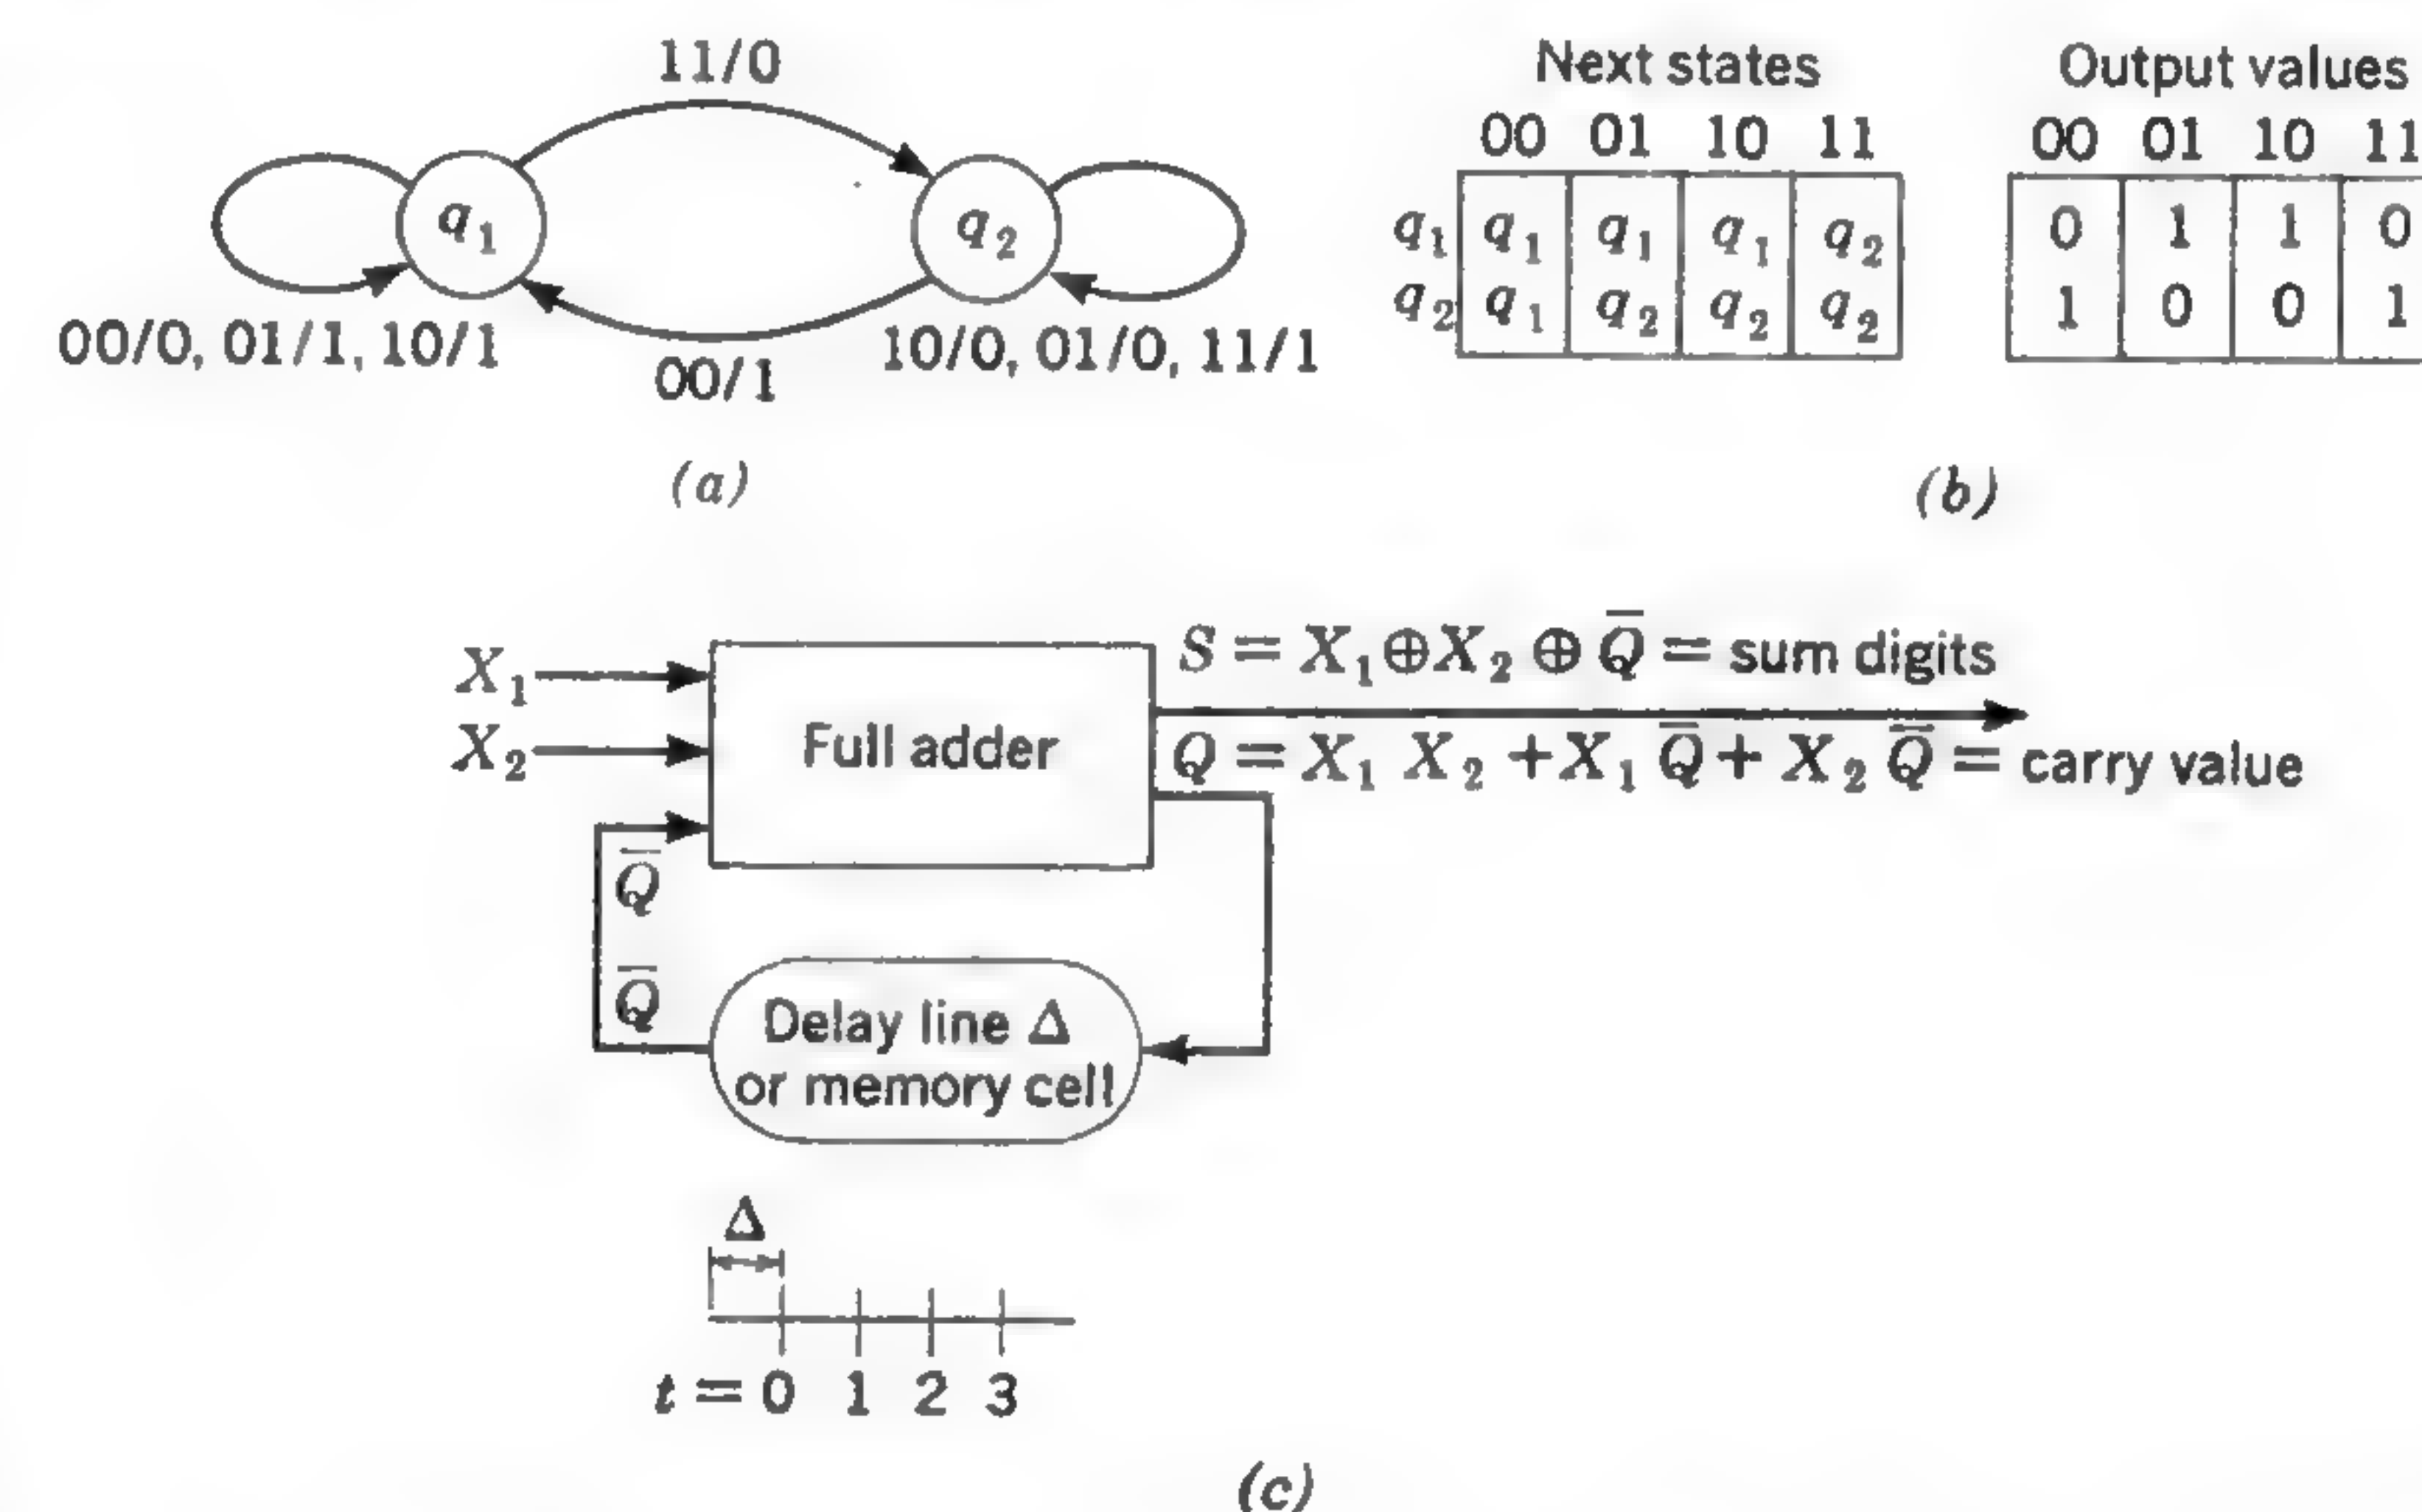 11/0
q₁
q₂
00/0, 01/1, 10/1
00/1
10/0, 01/0, 11/1
(a)
Next states
00 01 10 11
q₁ q₁ q₁ q₁ q₂
q₂ q₁ q₂ q₂ q₂
Output values
00 01 10 11
0 1 1 0
1 0 0 1
(b)
X₁
X₂
Full adder
S = X₁⊕X₂ ⊕ Q̅ = sum digits
Q = X₁ X₂ + X₁ Q̅ + X₂ Q̅ = carry value
Q̅
Q̅
Delay line Δ
or memory cell
Δ
t = 0 1 2 3
(c)